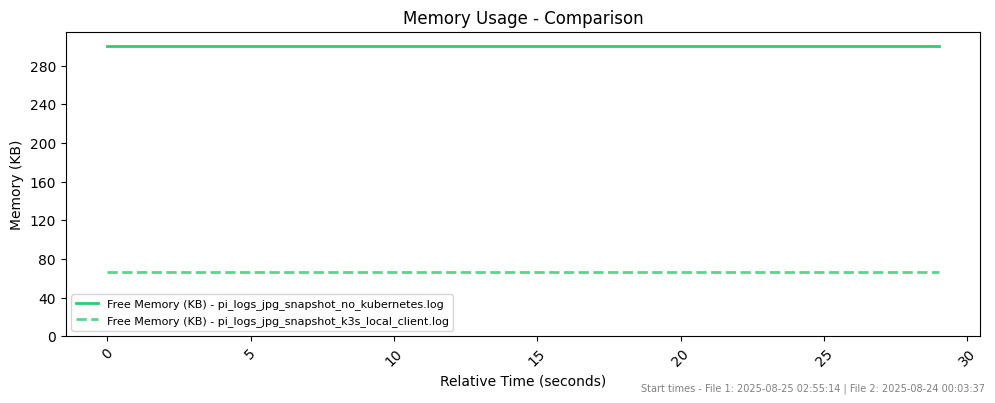 Memory Usage - Comparison
Memory (KB)
280
240
200
160
120
80
40
0
Free Memory (KB) - pi_logs_jpg_snapshot_no_kubernetes.log
Free Memory (KB) - pi_logs_jpg_snapshot_k3s_local_client.log
0 5 10 15 20 25 30
Relative Time (seconds)
Start times - File 1: 2025-08-25 02:55:14 | File 2: 2025-08-24 00:03:37